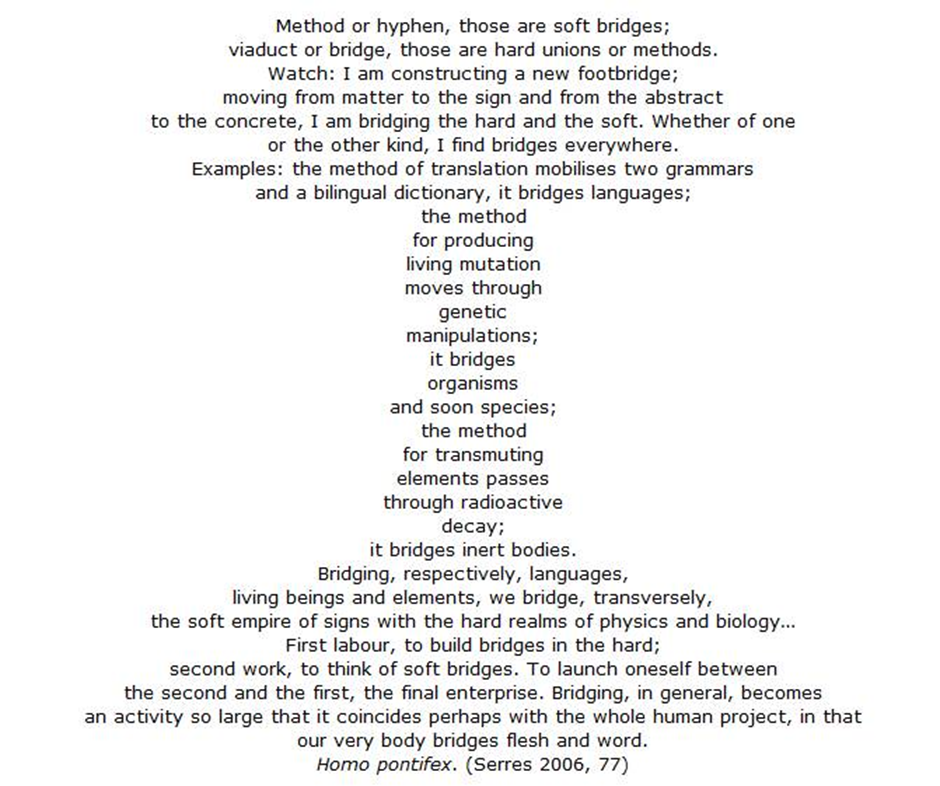 Method or hyphen, those are soft bridges;
viaduct or bridge, those are hard unions or methods.
Watch: I am constructing a new footbridge;
moving from matter to the sign and from the abstract
to the concrete, I am bridging the hard and the soft. Whether of one
or the other kind, I find bridges everywhere.
Examples: the method of translation mobilises two grammars
and a bilingual dictionary, it bridges languages;
the method
for producing
living mutation
moves through
genetic
manipulations;
it bridges
organisms
and soon species;
the method
for transmuting
elements passes
through radioactive
decay;
it bridges inert bodies.
Bridging, respectively, languages,
living beings and elements, we bridge, transversely,
the soft empire of signs with the hard realms of physics and biology...
First labour, to build bridges in the hard;
second work, to think of soft bridges. To launch oneself between
the second and the first, the final enterprise. Bridging, in general, becomes
an activity so large that it coincides perhaps with the whole human project, in that
our very body bridges flesh and word.
Homo pontifex. (Serres 2006, 77)